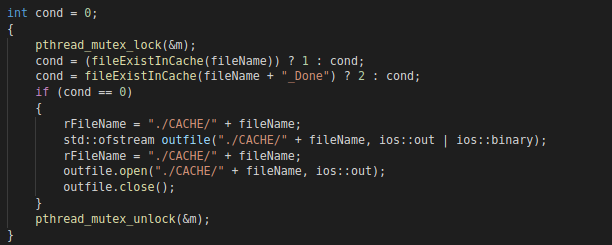 int cond = 0;
{
    pthread_mutex_lock(&m);
    cond = (fileExistInCache(fileName)) ? 1 : cond;
    cond = fileExistInCache(fileName + "_Done") ? 2 : cond;
    if (cond == 0)
    {
        rFileName = "./CACHE/" + fileName;
        std::ofstream outfile("./CACHE/" + fileName, ios::out | ios::binary);
        rFileName = "./CACHE/" + fileName;
        outfile.open("./CACHE/" + fileName, ios::out);
        outfile.close();
    }
    pthread_mutex_unlock(&m);
}